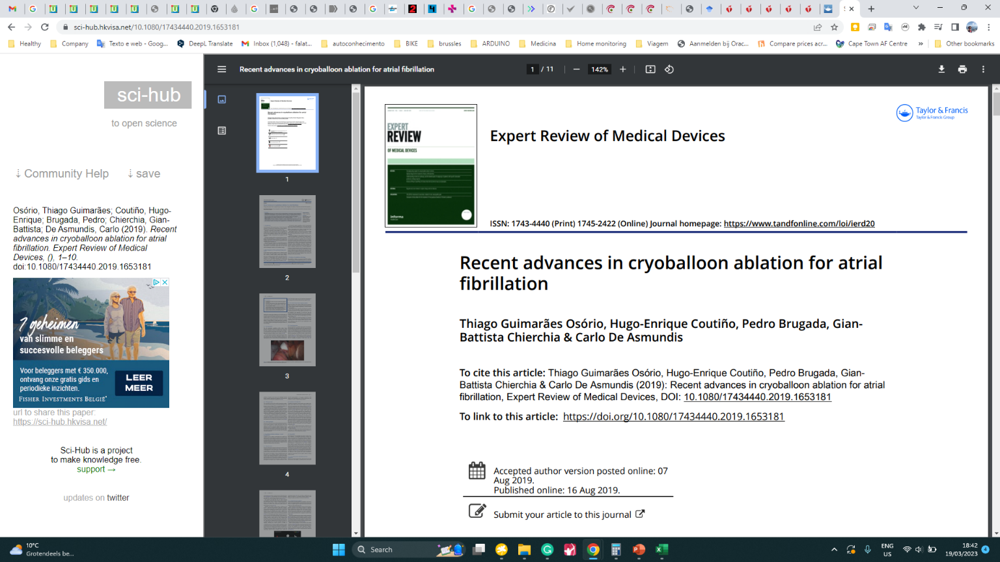 sci-hub.hkvisa.net/10.1080/17434440.2019.1653181
Healthy
Company
Texto e web - Goog...
DeepL Translate
Inbox (1,048) - falat...
autoconhecimento
BIKE
brussles
ARDUINO
Medicina
Home monitoring
Viagem
Aanmelden bij Orac...
Compare prices acr...
Cape Town AF Centre
»
Other bookmarks
sci-hub
to open science
⇣ Community Help
⇣ save
Osório, Thiago Guimarães; Coutiño, Hugo-
Enrique; Brugada, Pedro; Chierchia, Gian-
Battista; De Asmundis, Carlo (2019). Recent
advances in cryoballoon ablation for atrial
fibrillation. Expert Review of Medical
Devices, (), 1–10.
doi:10.1080/17434440.2019.1653181
7 geheimen
van slimme en
succesvolle beleggers
Voor beleggers met € 350.000,
ontvang onze gratis gids en
periodieke inzichten.
LEER
MEER
FISHER INVESTMENTS BELGIË
url to share this paper:
https://sci-hub.hkvisa.net/
Sci-Hub is a project
to make knowledge free.
support →
updates on twitter
Recent advances in cryoballoon ablation for atrial fibrillation
1 / 11
142%
1
2
3
4
EXPERT
REVIEW
OF MEDICAL DEVICES
informa
Taylor & Francis
Taylor & Francis Group
Expert Review of Medical Devices
ISSN: 1743-4440 (Print) 1745-2422 (Online) Journal homepage: https://www.tandfonline.com/loi/ierd20
Recent advances in cryoballoon ablation for atrial
fibrillation
Thiago Guimarães Osório, Hugo-Enrique Coutiño, Pedro Brugada, Gian-
Battista Chierchia & Carlo De Asmundis
To cite this article: Thiago Guimarães Osório, Hugo-Enrique Coutiño, Pedro Brugada, Gian-
Battista Chierchia & Carlo De Asmundis (2019): Recent advances in cryoballoon ablation for atrial
fibrillation, Expert Review of Medical Devices, DOI: 10.1080/17434440.2019.1653181
To link to this article: https://doi.org/10.1080/17434440.2019.1653181
Accepted author version posted online: 07
Aug 2019.
Published online: 16 Aug 2019.
Submit your article to this journal
10°C
Grotendeels be...
Search
ENG
US
18:42
19/03/2023
4